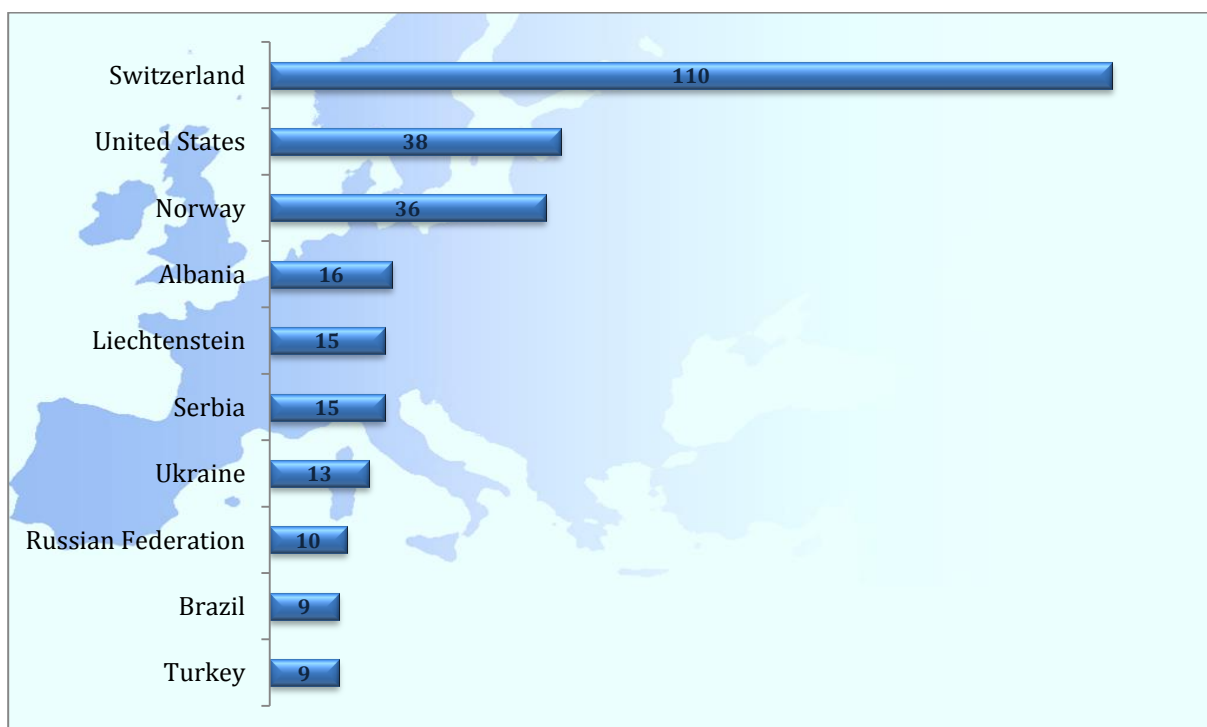 Switzerland 110
United States 38
Norway 36
Albania 16
Liechtenstein 15
Serbia 15
Ukraine 13
Russian Federation 10
Brazil 9
Turkey 9